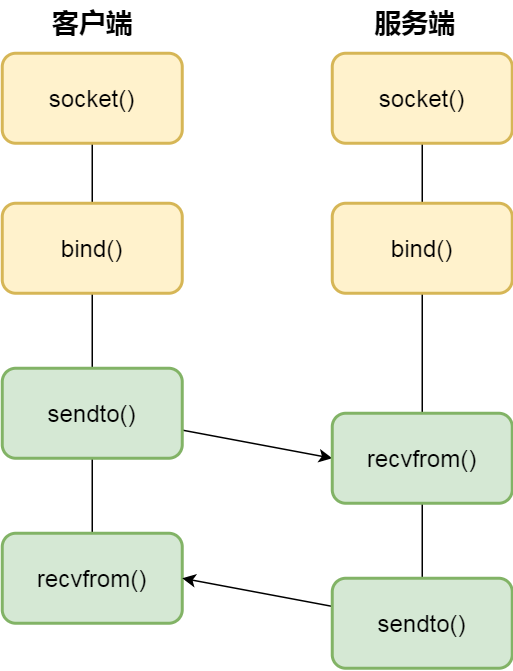 客户端
服务端
socket()
socket()
bind()
bind()
sendto()
recvfrom()
recvfrom()
sendto()